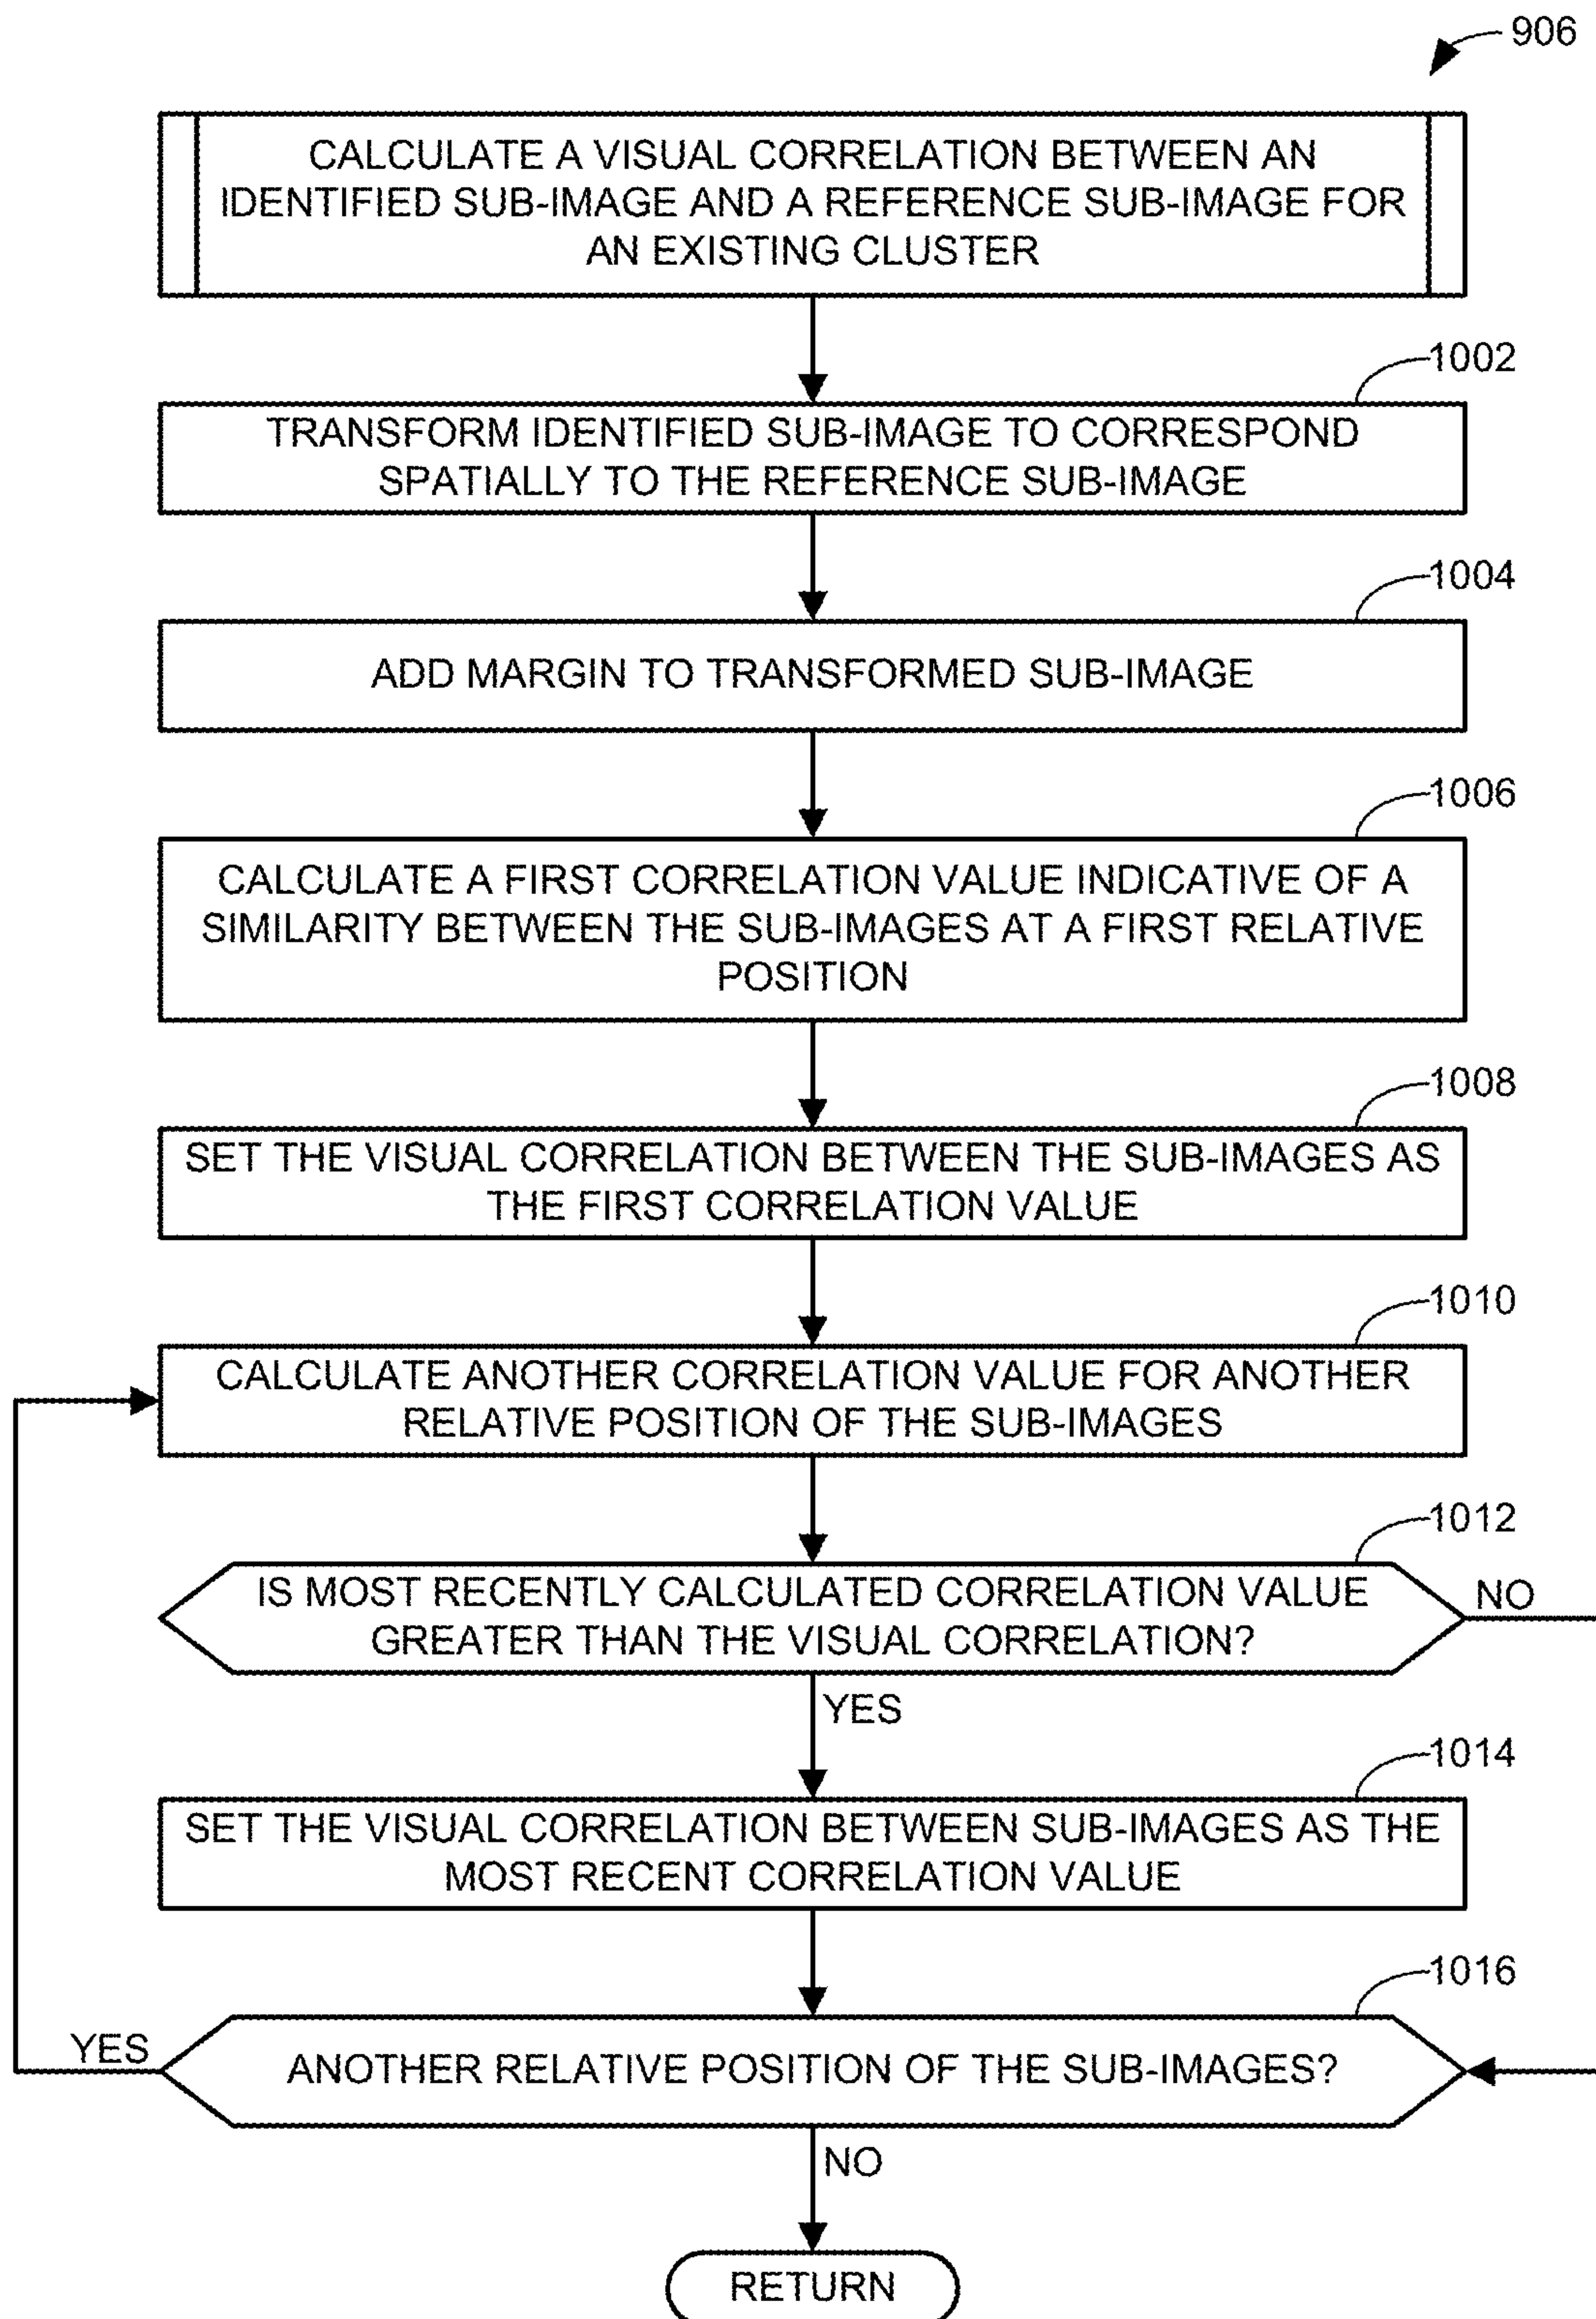 906
CALCULATE A VISUAL CORRELATION BETWEEN AN
IDENTIFIED SUB-IMAGE AND A REFERENCE SUB-IMAGE FOR
AN EXISTING CLUSTER
1002
TRANSFORM IDENTIFIED SUB-IMAGE TO CORRESPOND
SPATIALLY TO THE REFERENCE SUB-IMAGE
1004
ADD MARGIN TO TRANSFORMED SUB-IMAGE
1006
CALCULATE A FIRST CORRELATION VALUE INDICATIVE OF A
SIMILARITY BETWEEN THE SUB-IMAGES AT A FIRST RELATIVE
POSITION
1008
SET THE VISUAL CORRELATION BETWEEN THE SUB-IMAGES AS
THE FIRST CORRELATION VALUE
1010
CALCULATE ANOTHER CORRELATION VALUE FOR ANOTHER
RELATIVE POSITION OF THE SUB-IMAGES
1012
IS MOST RECENTLY CALCULATED CORRELATION VALUE
GREATER THAN THE VISUAL CORRELATION?
NO
YES
1014
SET THE VISUAL CORRELATION BETWEEN SUB-IMAGES AS THE
MOST RECENT CORRELATION VALUE
1016
YES
ANOTHER RELATIVE POSITION OF THE SUB-IMAGES?
NO
RETURN